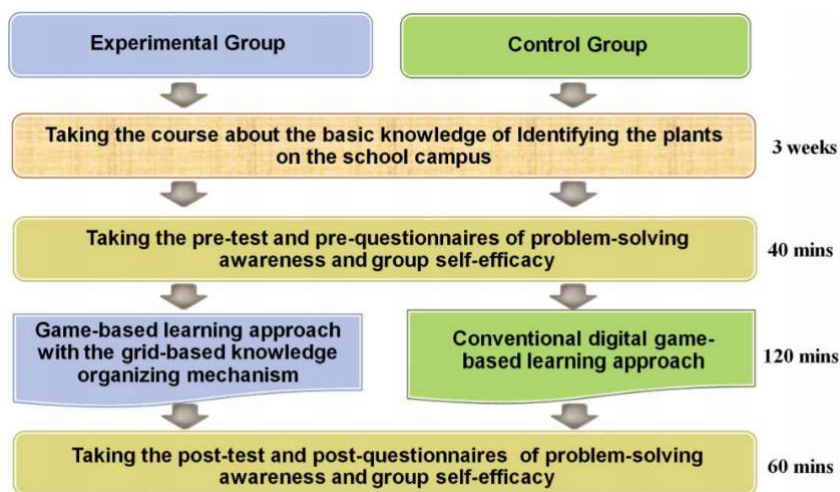 Experimental Group
Control Group
Taking the course about the basic knowledge of Identifying the plants
on the school campus
3 weeks
Taking the pre-test and pre-questionnaires of problem-solving
awareness and group self-efficacy
40 mins
Game-based learning approach
with the grid-based knowledge
organizing mechanism
Conventional digital game-
based learning approach
120 mins
Taking the post-test and post-questionnaires of problem-solving
awareness and group self-efficacy
60 mins